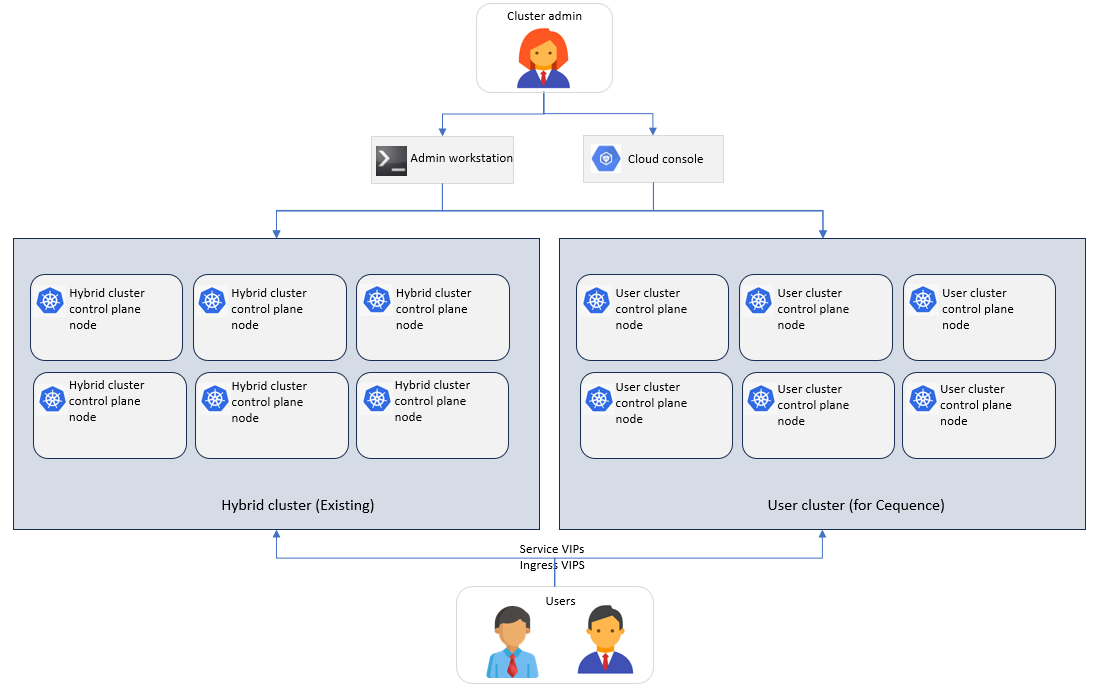 Cluster admin
Admin workstation
Cloud console
Hybrid cluster
control plane
node
Hybrid cluster
control plane
node
Hybrid cluster
control plane
node
Hybrid cluster
control plane
node
Hybrid cluster
control plane
node
Hybrid cluster
control plane
node
Hybrid cluster (Existing)
User cluster
control plane
node
User cluster
control plane
node
User cluster
control plane
node
User cluster
control plane
node
User cluster
control plane
node
User cluster
control plane
node
User cluster (for Cequence)
Service VIPs
Ingress VIPS
Users